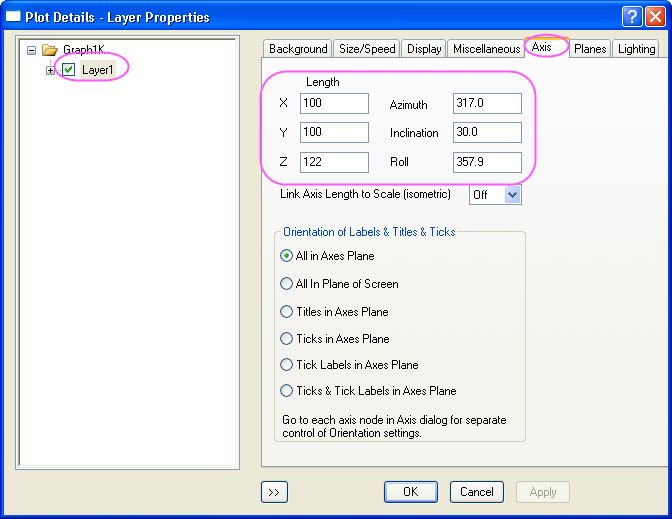 Plot Details - Layer Properties
Graph1K
Layer1
Background Size/Speed Display Miscellaneous Axis Planes Lighting
Length
X 100 Azimuth 317.0
Y 100 Inclination 30.0
Z 122 Roll 357.9
Link Axis Length to Scale (isometric) Off
Orientation of Labels & Titles & Ticks
All in Axes Plane
All In Plane of Screen
Titles in Axes Plane
Ticks in Axes Plane
Tick Labels in Axes Plane
Ticks & Tick Labels in Axes Plane
Go to each axis node in Axis dialog for separate
control of Orientation settings.
>> OK Cancel Apply